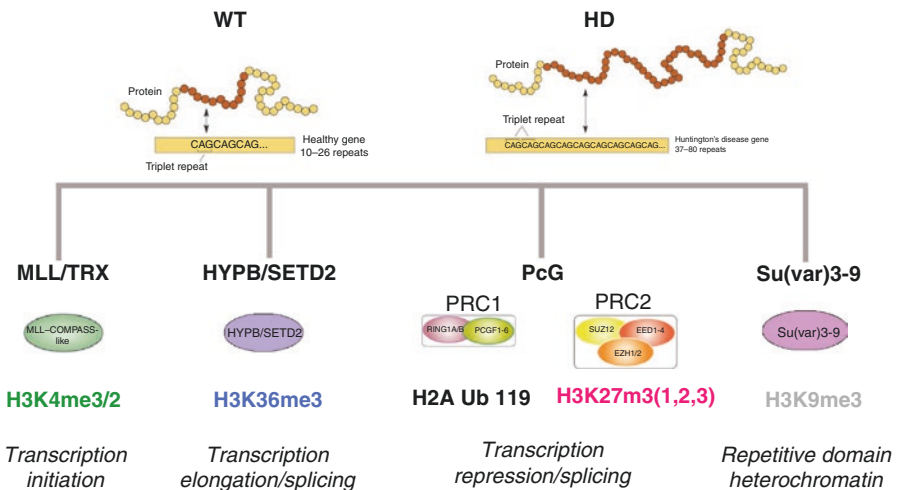 WT
HD
Protein
Healthy gene
10–26 repeats
CAGCAGCAG...
Triplet repeat
Protein
Triplet repeat
CAGCAGCAGCAGCAGCAGCAGCAGCAG...
Huntington's disease gene
37–80 repeats
MLL/TRX
HYPB/SETD2
PcG
Su(var)3-9
MLL–COMPASS-
like
HYPB/SETD2
PRC1
RING1A/B
PCGF1-6
PRC2
SUZ12
EED1-4
EZH1/2
Su(var)3-9
H3K4me3/2
H3K36me3
H2A Ub 119
H3K27m3(1,2,3)
H3K9me3
Transcription
initiation
Transcription
elongation/splicing
Transcription
repression/splicing
Repetitive domain
heterochromatin